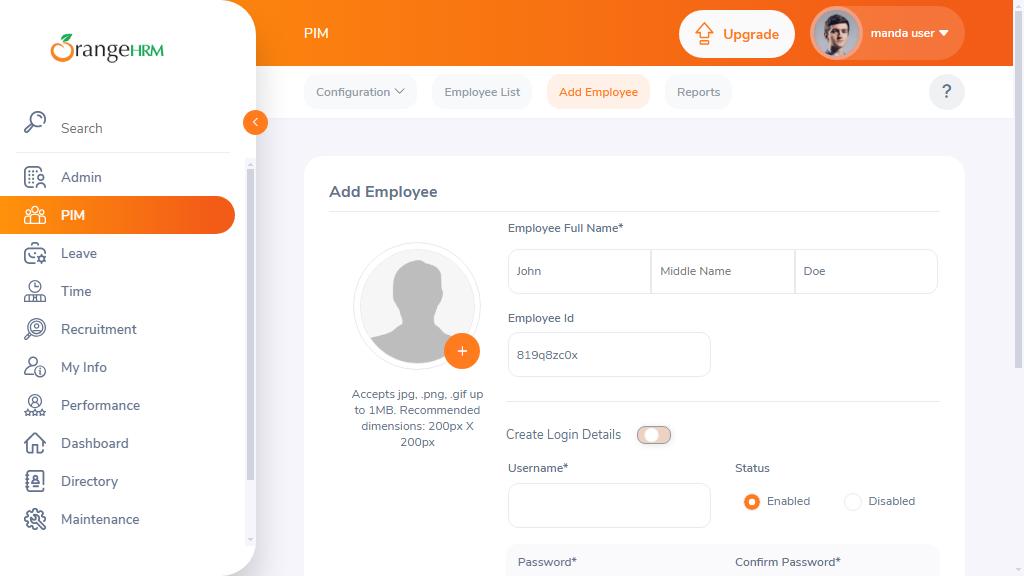 OrangeHRM
PIM
Upgrade
manda user
Configuration
Employee List
Add Employee
Reports
?
Search
Admin
PIM
Leave
Time
Recruitment
My Info
Performance
Dashboard
Directory
Maintenance
Add Employee
Accepts jpg, .png, .gif up
to 1MB. Recommended
dimensions: 200px X
200px
Employee Full Name*
John
Middle Name
Doe
Employee Id
819q8zc0x
Create Login Details
Username*
Status
Enabled
Disabled
Password*
Confirm Password*